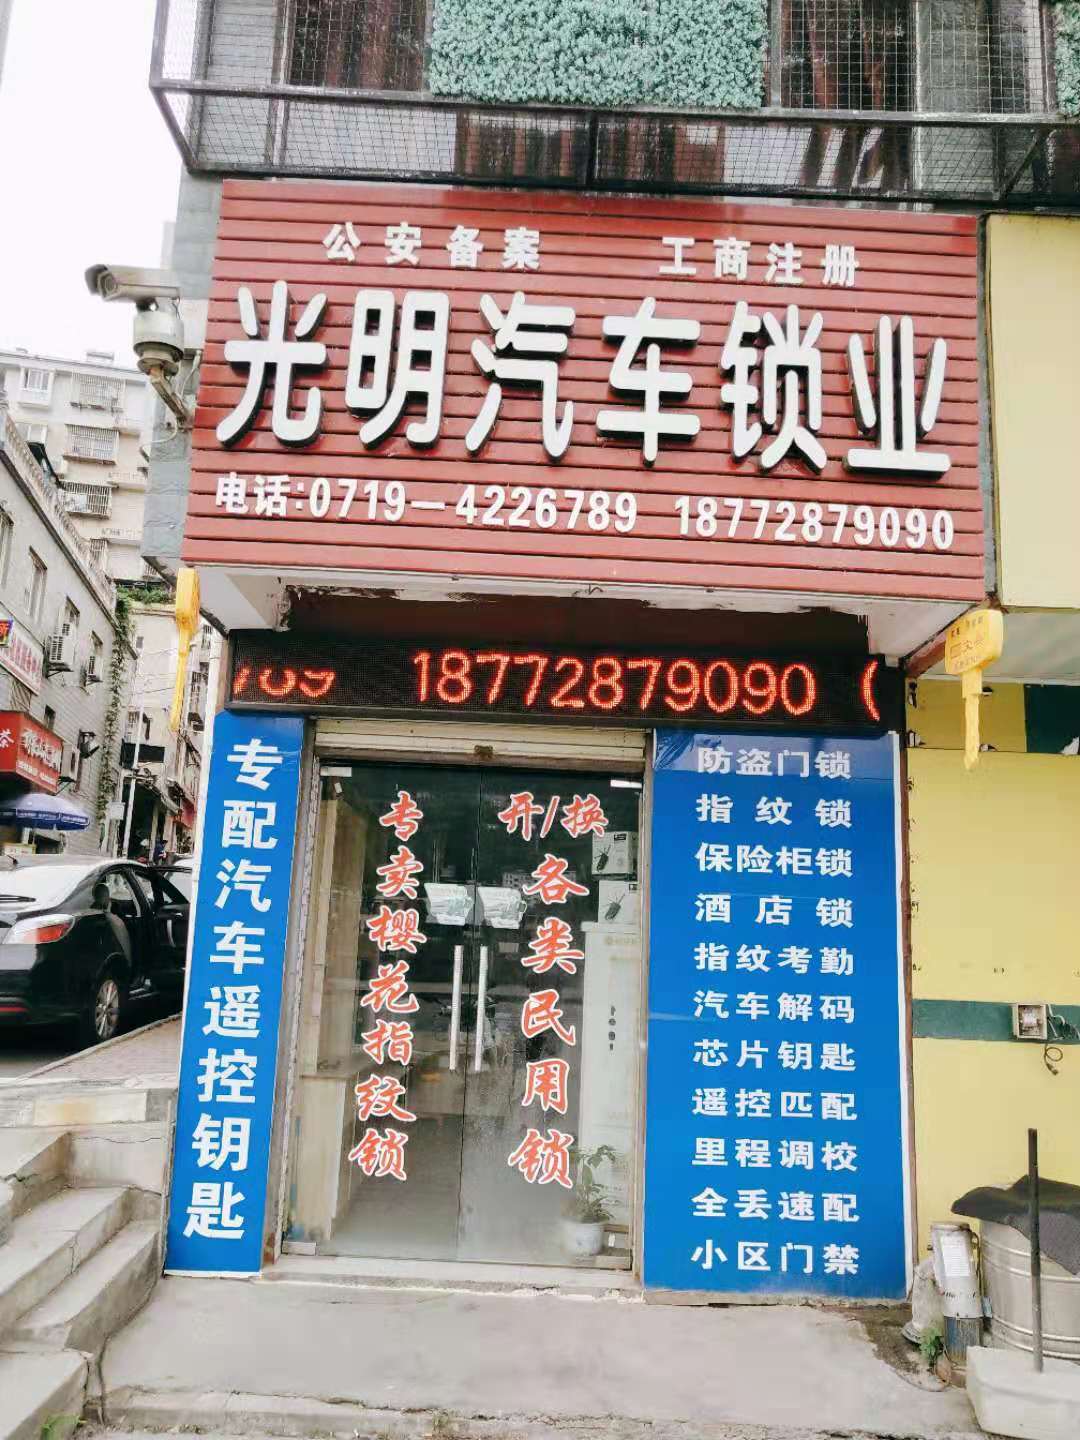 公安备案 工商注册
光明汽车锁业
电话:0719-4226789 18772879090
18772879090 (
专配汽车遥控钥匙
专卖樱花指纹锁
开/换
各类民用锁
防盗门锁
指纹锁
保险柜锁
酒店锁
指纹考勤
汽车解码
芯片钥匙
遥控匹配
里程调校
全丢速配
小区门禁